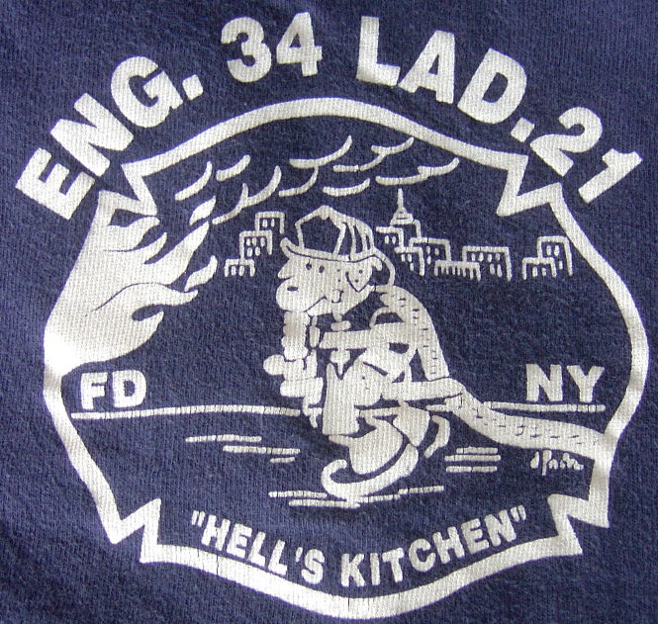 ENG. 34 LAD. 21
FD NY
"HELL'S KITCHEN"